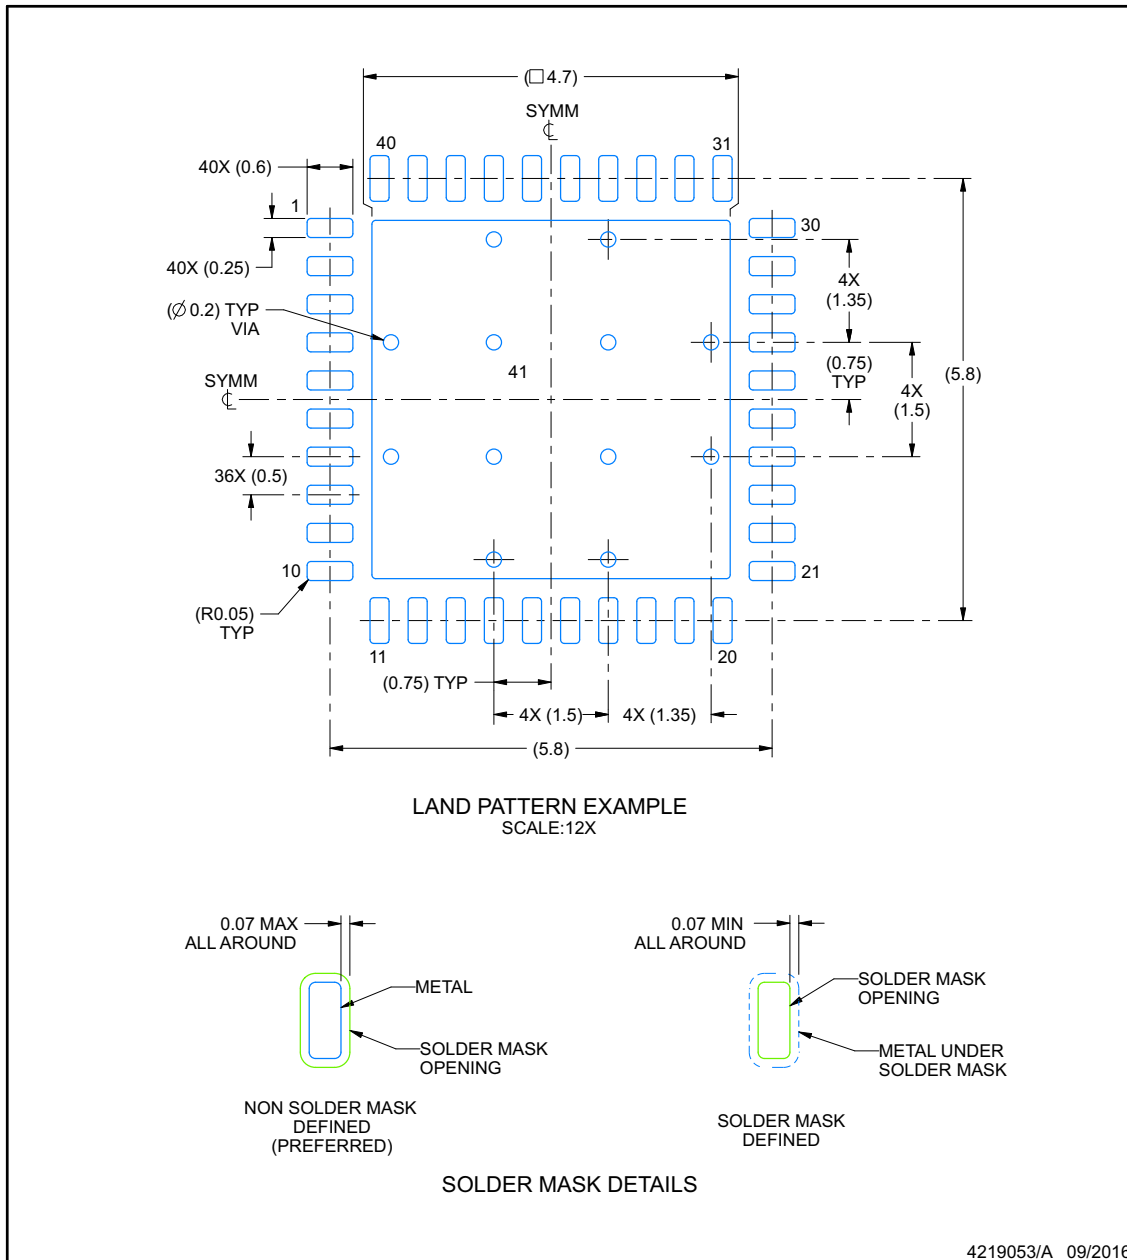 (□ 4.7)
SYMM
℄
40
31
40X (0.6)
1
30
40X (0.25)
4X
(1.35)
(Ø 0.2) TYP
VIA
41
(0.75)
TYP
(5.8)
SYMM
℄
4X
(1.5)
36X (0.5)
10
21
(R0.05)
TYP
11
20
(0.75) TYP
4X (1.5)
4X (1.35)
(5.8)
LAND PATTERN EXAMPLE
SCALE:12X
0.07 MAX
ALL AROUND
METAL
SOLDER MASK
OPENING
NON SOLDER MASK
DEFINED
(PREFERRED)
0.07 MIN
ALL AROUND
SOLDER MASK
OPENING
METAL UNDER
SOLDER MASK
SOLDER MASK
DEFINED
SOLDER MASK DETAILS
4219053/A 09/2016